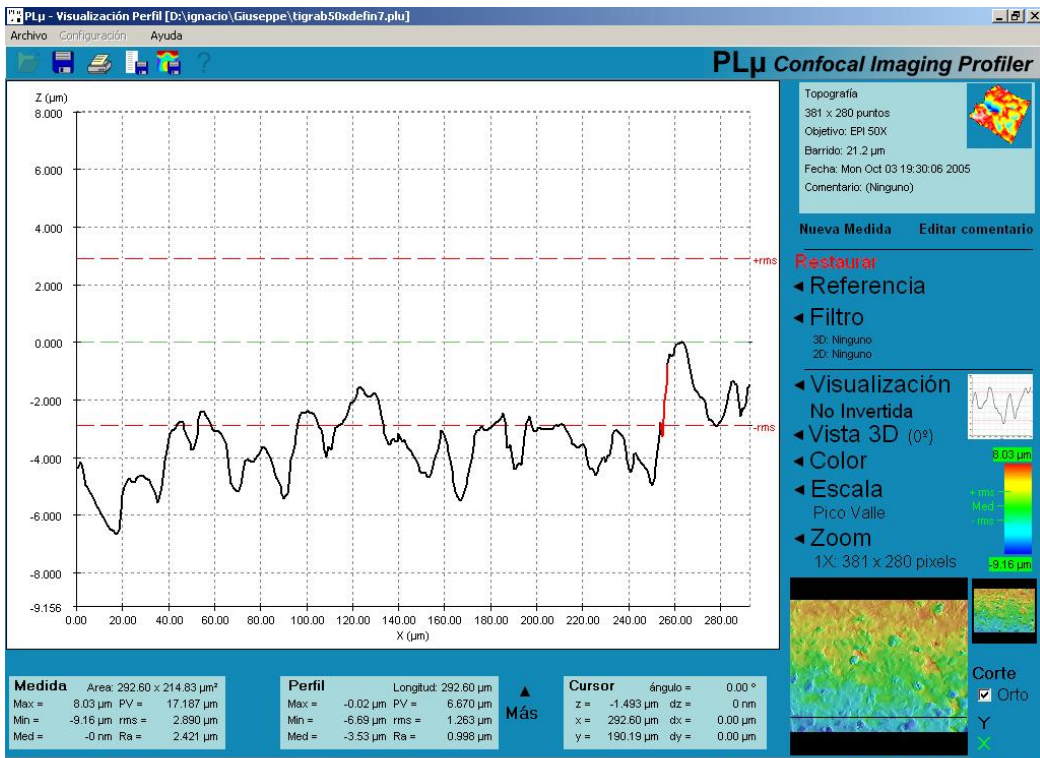 PLµ - Visualización Perfil [D:\ignacio\Giuseppe\tigrab50xdefin7.plu]
Archivo Configuración Ayuda
PLµ Confocal Imaging Profiler
Z (µm)
8.000
6.000
4.000
2.000
0.000
-2.000
-4.000
-6.000
-8.000
-9.156
+rms
-rms
0.00 20.00 40.00 60.00 80.00 100.00 120.00 140.00 160.00 180.00 200.00 220.00 240.00 260.00 280.00
X (µm)
Topografía
381 x 280 puntos
Objetivo: EPI 50X
Barrido: 21.2 µm
Fecha: Mon Oct 03 19:30:06 2005
Comentario: (Ninguno)
Nueva Medida Editar comentario
Restaurar
Referencia
Filtro
3D: Ninguno
2D: Ninguno
Visualización
No Invertida
Vista 3D (0º)
Color
Escala
Pico Valle
Zoom
1X: 381 x 280 pixels
8.03 µm
+ rms
Med
- rms
-9.16 µm
Corte
Orto
Y
X
Medida Area: 292.60 x 214.83 µm²
Max = 8.03 µm PV = 17.187 µm
Min = -9.16 µm rms = 2.890 µm
Med = -0 nm Ra = 2.421 µm
Perfil Longitud: 292.60 µm
Max = -0.02 µm PV = 6.670 µm
Min = -6.69 µm rms = 1.263 µm
Med = -3.53 µm Ra = 0.998 µm
Más
Cursor ángulo = 0.00 º
z = -1.493 µm dz = 0 nm
x = 292.60 µm dx = 0.00 µm
y = 190.19 µm dy = 0.00 µm